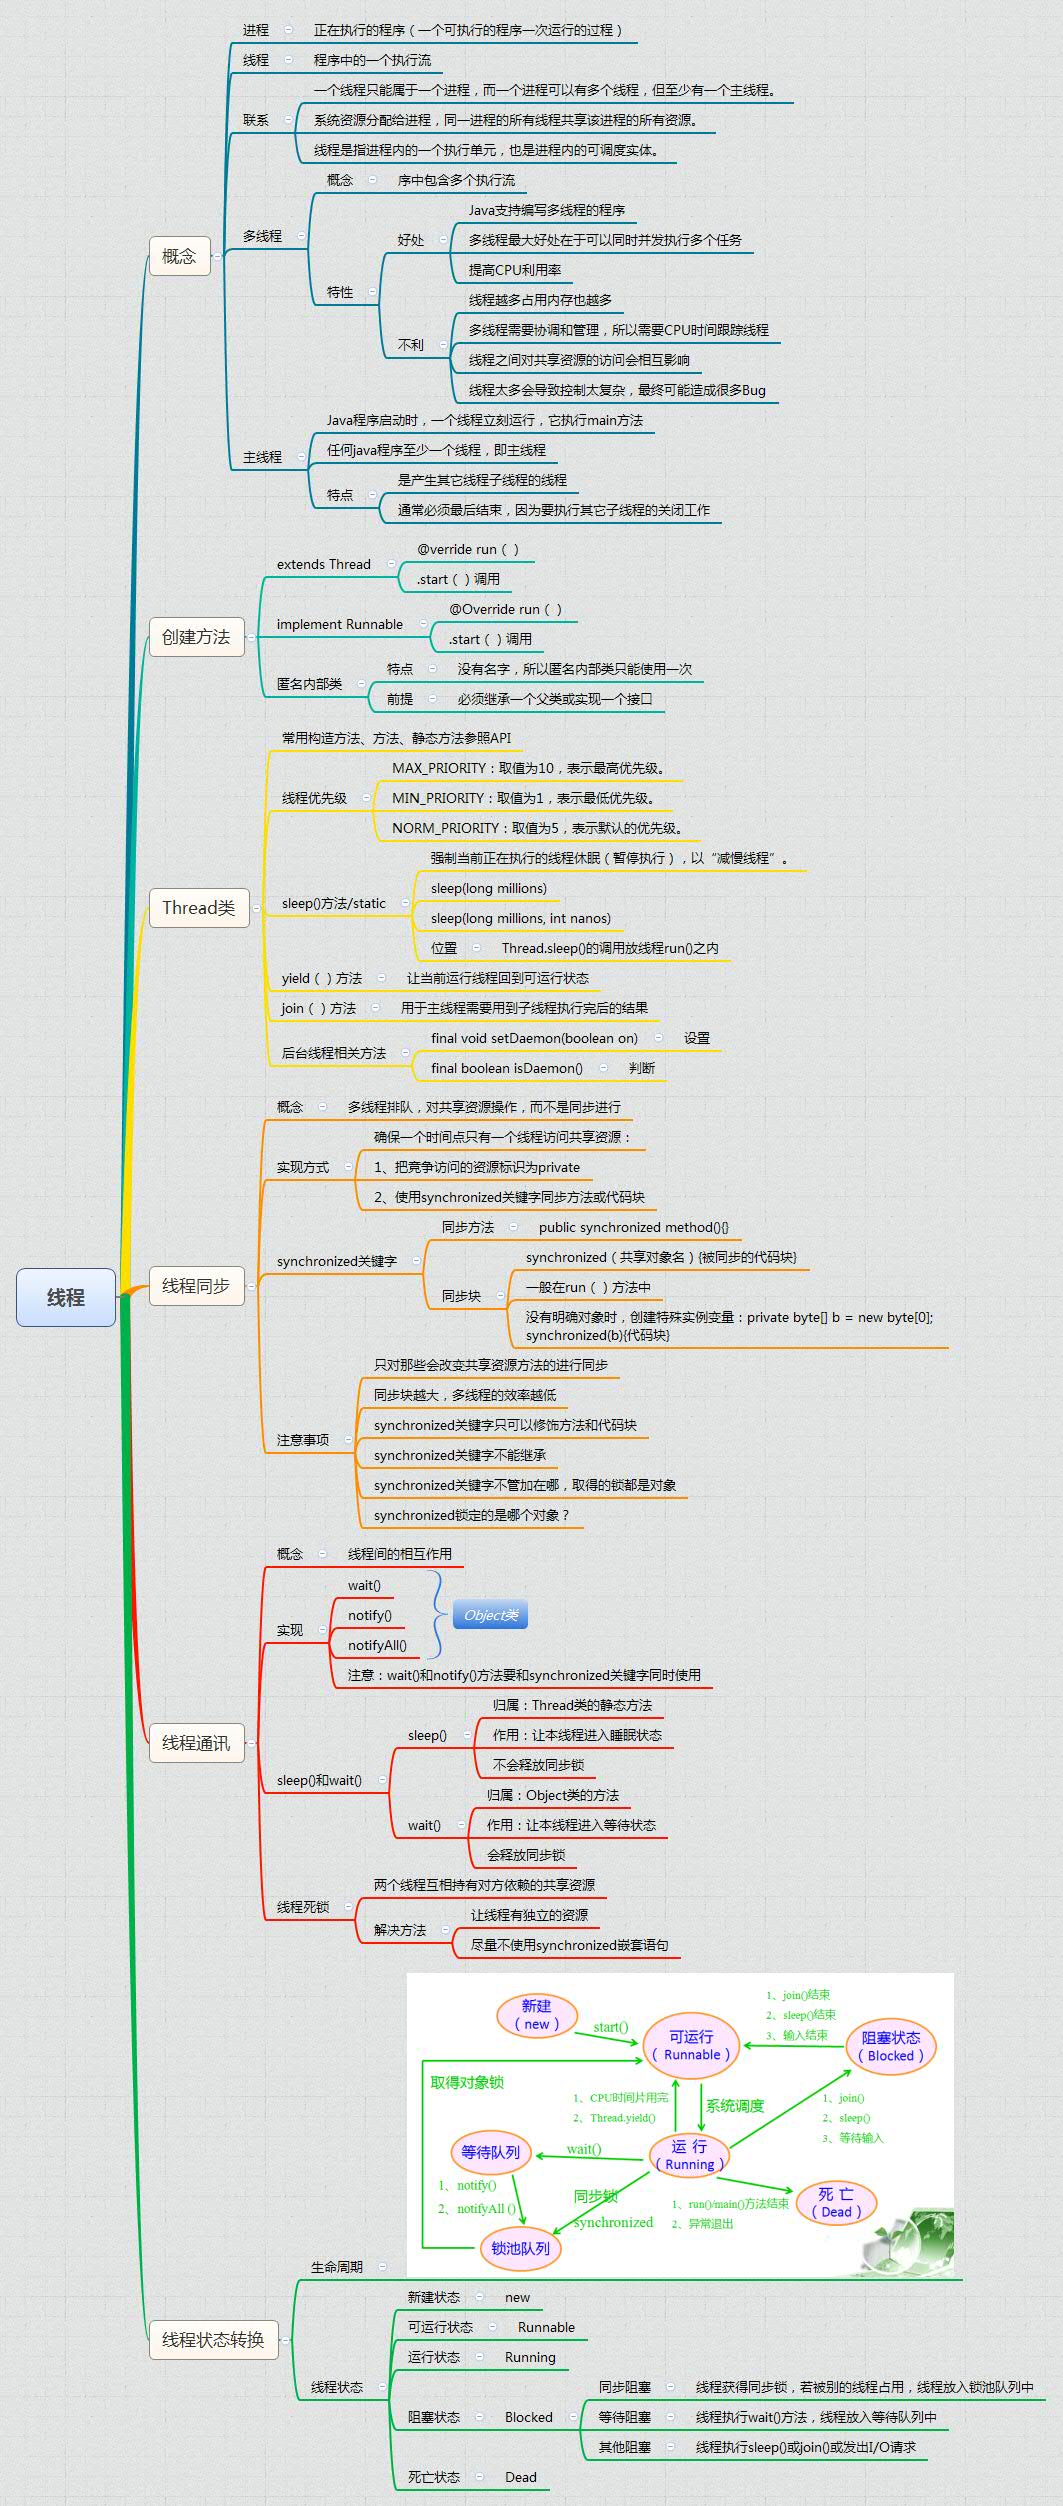 线程
概念
进程
正在执行的程序（一个可执行的程序一次运行的过程）
线程
程序中的一个执行流
联系
一个线程只能属于一个进程，而一个进程可以有多个线程，但至少有一个主线程。
系统资源分配给进程，同一进程的所有线程共享该进程的所有资源。
线程是指进程内的一个执行单元，也是进程内的可调度实体。
多线程
概念
序中包含多个执行流
特性
好处
Java支持编写多线程的程序
多线程最大好处在于可以同时并发执行多个任务
提高CPU利用率
不利
线程越多占用内存也越多
多线程需要协调和管理，所以需要CPU时间跟踪线程
线程之间对共享资源的访问会相互影响
线程太多会导致控制太复杂，最终可能造成很多Bug
主线程
Java程序启动时，一个线程立刻运行，它执行main方法
任何java程序至少一个线程，即主线程
特点
是产生其它线程子线程的线程
通常必须最后结束，因为要执行其它子线程的关闭工作
创建方法
extends Thread
@verride run（ ）
.start（ ）调用
implement Runnable
@Override run（ ）
.start（ ）调用
匿名内部类
特点
没有名字，所以匿名内部类只能使用一次
前提
必须继承一个父类或实现一个接口
Thread类
常用构造方法、方法、静态方法参照API
线程优先级
MAX_PRIORITY：取值为10，表示最高优先级。
MIN_PRIORITY：取值为1，表示最低优先级。
NORM_PRIORITY：取值为5，表示默认的优先级。
sleep()方法/static
强制当前正在执行的线程休眠（暂停执行），以“减慢线程”。
sleep(long millions)
sleep(long millions, int nanos)
位置
Thread.sleep()的调用放线程run()之内
yield（ ）方法
让当前运行线程回到可运行状态
join（ ）方法
用于主线程需要用到子线程执行完后的结果
后台线程相关方法
final void setDaemon(boolean on)
设置
final boolean isDaemon()
判断
线程同步
概念
多线程排队，对共享资源操作，而不是同步进行
实现方式
确保一个时间点只有一个线程访问共享资源：
1、把竞争访问的资源标识为private
2、使用synchronized关键字同步方法或代码块
synchronized关键字
同步方法
public synchronized method(){}
同步块
synchronized（共享对象名）{被同步的代码块}
一般在run（ ）方法中
没有明确对象时，创建特殊实例变量：private byte[] b = new byte[0];
synchronized(b){代码块}
注意事项
只对那些会改变共享资源方法的进行同步
同步块越大，多线程的效率越低
synchronized关键字只可以修饰方法和代码块
synchronized关键字不能继承
synchronized关键字不管加在哪，取得的锁都是对象
synchronized锁定的是哪个对象？
线程通讯
概念
线程间的相互作用
实现
wait()
notify()
notifyAll()
Object类
注意：wait()和notify()方法要和synchronized关键字同时使用
sleep()和wait()
sleep()
归属：Thread类的静态方法
作用：让本线程进入睡眠状态
不会释放同步锁
wait()
归属：Object类的方法
作用：让本线程进入等待状态
会释放同步锁
线程死锁
两个线程互相持有对方依赖的共享资源
解决方法
让线程有独立的资源
尽量不使用synchronized嵌套语句
线程状态转换
生命周期
新建
（new）
start()
可运行
（Runnable）
1、join()结束
2、sleep()结束
3、输入结束
阻塞状态
（Blocked）
取得对象锁
1、CPU时间片用完
2、Thread.yield()
系统调度
1、join()
2、sleep()
3、等待输入
等待队列
wait()
运 行
（Running）
1、notify()
2、notifyAll ()
同步锁
synchronized
1、run()/main()方法结束
2、异常退出
死 亡
（Dead）
锁池队列
线程状态
新建状态
new
可运行状态
Runnable
运行状态
Running
阻塞状态
Blocked
同步阻塞
线程获得同步锁，若被别的线程占用，线程放入锁池队列中
等待阻塞
线程执行wait()方法，线程放入等待队列中
其他阻塞
线程执行sleep()或join()或发出I/O请求
死亡状态
Dead